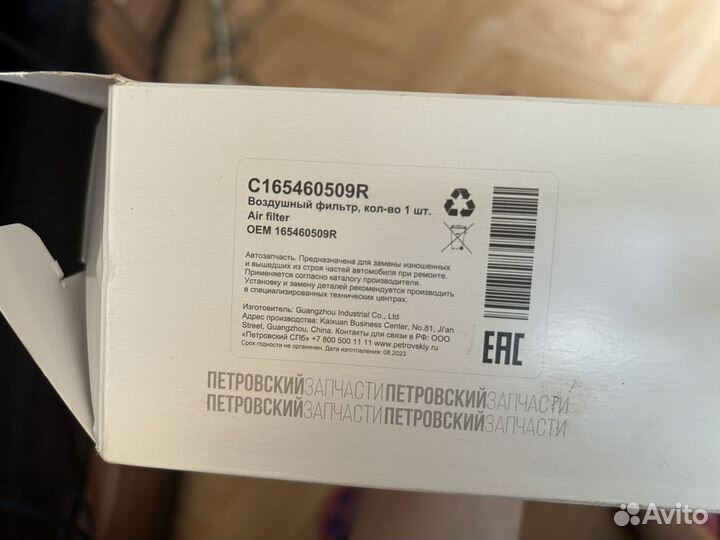 C165460509R
Воздушный фильтр, кол-во 1 шт.
Air filter
OEM 165460509R
Автозапчасть. Предназначена для замены изношенных
и вышедших из строя частей автомобиля при ремонте.
Применяется согласно каталогу производителя.
Установку и замену деталей рекомендуется производить
в специализированных технических центрах.
Изготовитель: Guangzhou Industrial Co., Ltd
Адрес производства: Kaixuan Business Center, No.81, Ji'an
Street, Guangzhou, China. Контакты для связи в РФ: ООО
«Петровский СПб» +7 800 500 11 11 www.petrovskiy.ru
Срок годности не ограничен. Дата изготовления: 08.2023
EAC
ПЕТРОВСКИЙЗАПЧАСТИПЕТРОВСКИЙЗАПЧАСТИ
ПЕТРОВСКИЙЗАПЧАСТИПЕТРОВСКИЙЗАПЧАСТИ
Avito